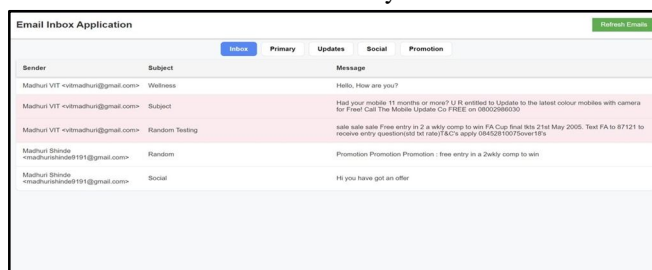 Email Inbox Application
Refresh Emails
Inbox Primary Updates Social Promotion
Sender Subject Message
Madhuri VIT <vitmadhuri@gmail.com> Wellness Hello, How are you?
Madhuri VIT <vitmadhuri@gmail.com> Subject Had your mobile 11 months or more? U R entitled to Update to the latest colour mobiles with camera
for Free! Call The Mobile Update Co FREE on 08002986030
Madhuri VIT <vitmadhuri@gmail.com> Random Testing sale sale sale Free entry in 2 a wkly comp to win FA Cup final tkts 21st May 2005. Text FA to 87121 to
receive entry question(std txt rate)T&C's apply 08452810075over18's
Madhuri Shinde
<madhurishinde9191@gmail.com> Random Promotion Promotion Promotion : free entry in a 2wkly comp to win
Madhuri Shinde
<madhurishinde9191@gmail.com> Social Hi you have got an offer